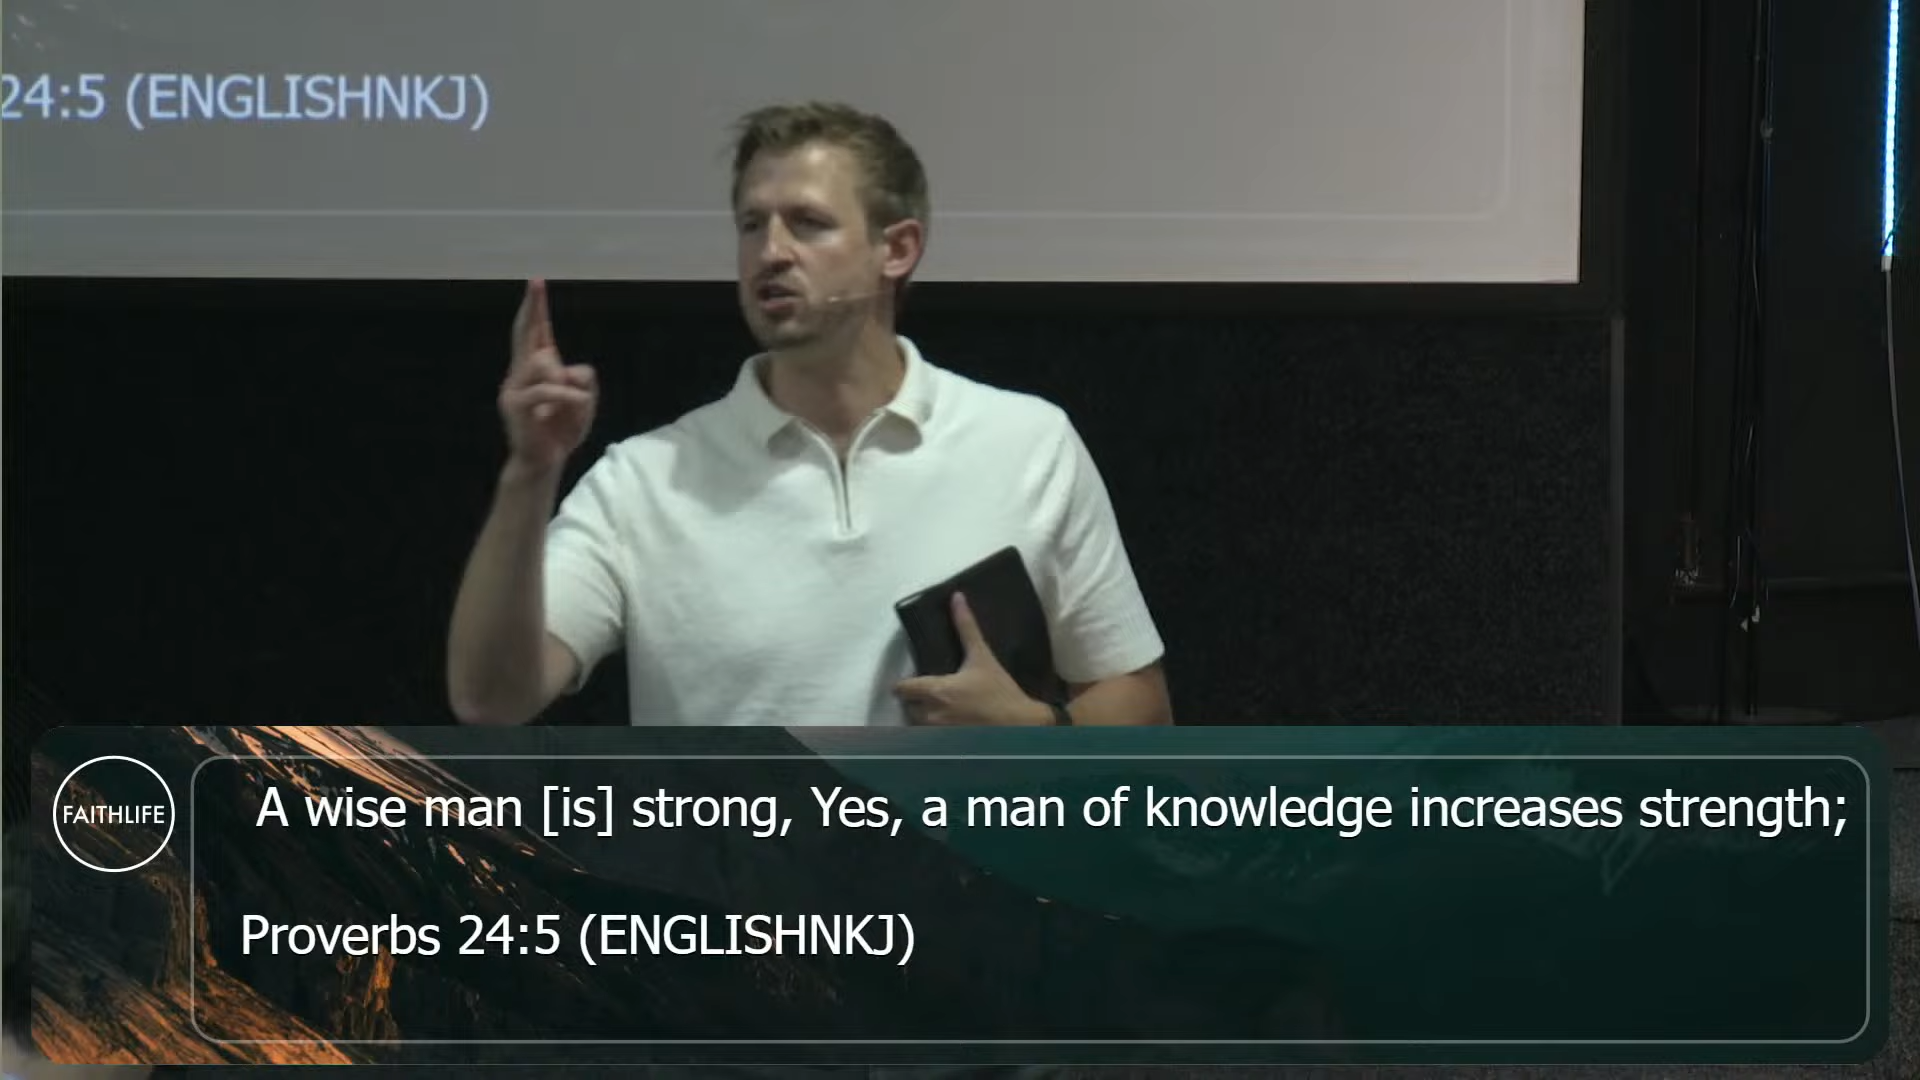 24:5 (ENGLISHNKJ)
FAITHLIFE
A wise man [is] strong, Yes, a man of knowledge increases strength;
Proverbs 24:5 (ENGLISHNKJ)